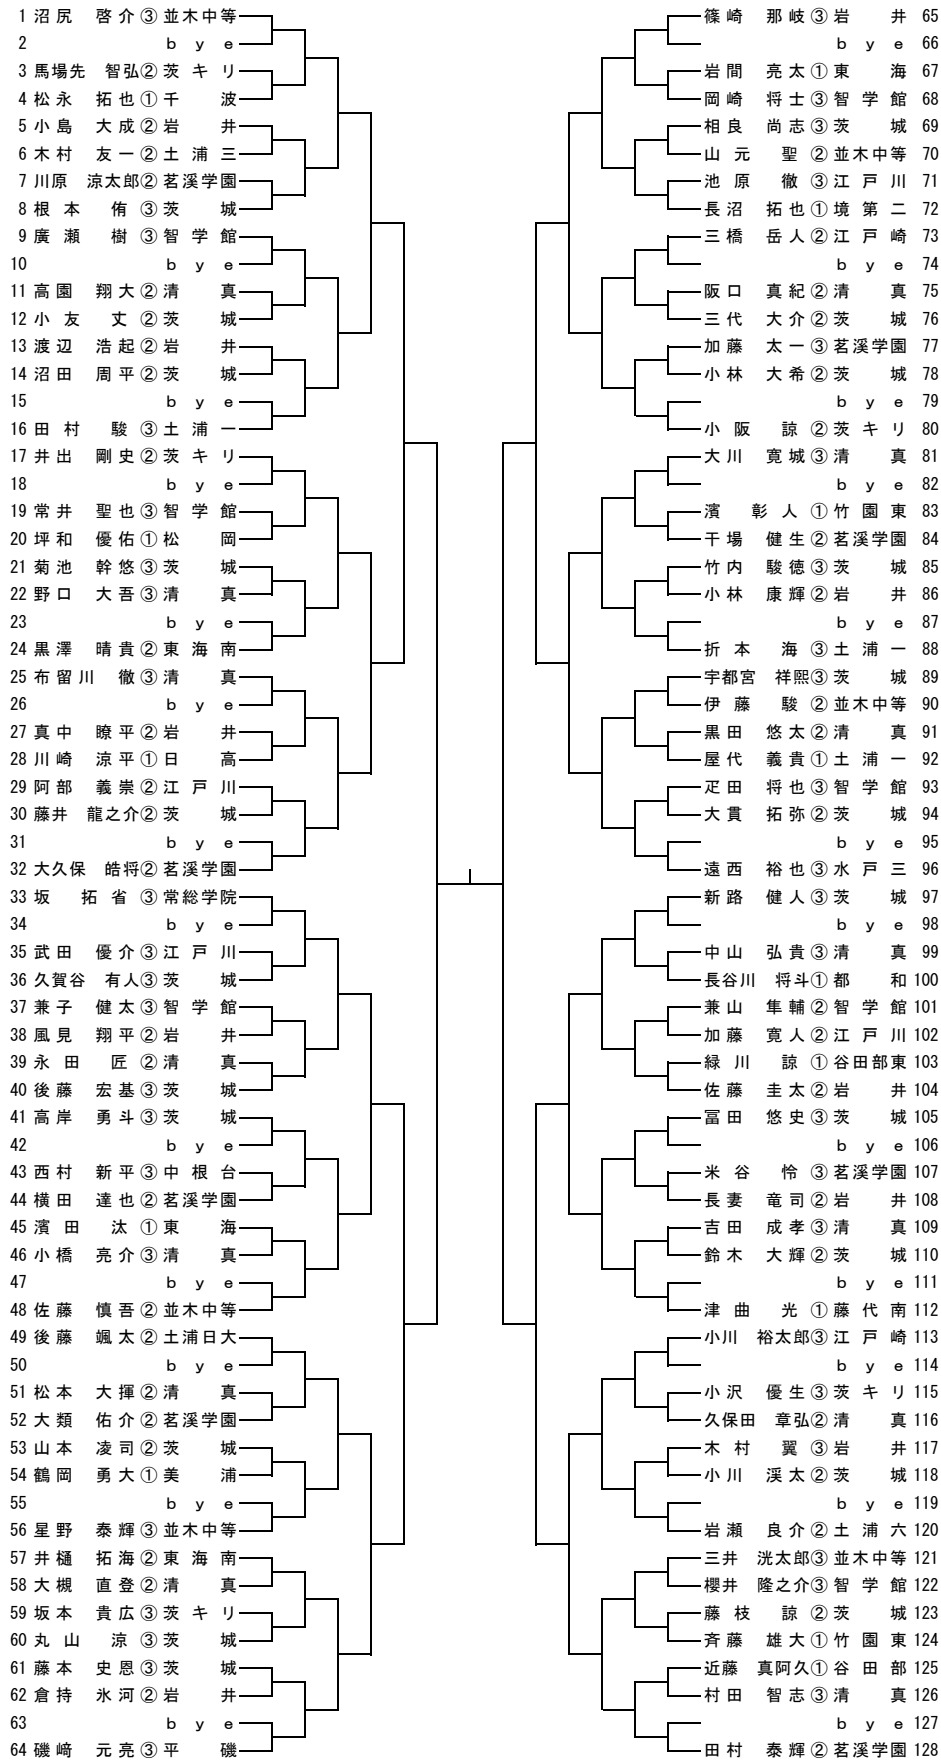 1 沼尻 啓介③ 並木中等
2 bye
3 馬場先 智弘② 茨キリ
4 松永 拓也① 千波
5 小島 大成② 岩井
6 木村 友一② 土浦三
7 川原 涼太郎② 茗溪学園
8 根本 侑③ 茨城
9 廣瀬 樹③ 智学館
10 bye
11 高園 翔大② 清真
12 小友 丈② 茨城
13 渡辺 浩起② 岩井
14 沼田 周平② 茨城
15 bye
16 田村 駿③ 土浦一
17 井出 剛史② 茨キリ
18 bye
19 常井 聖也③ 智学館
20 坪和 優佑① 松岡
21 菊池 幹悠③ 茨城
22 野口 大吾③ 清真
23 bye
24 黒澤 晴貴② 東海南
25 布留川 徹③ 清真
26 bye
27 真中 瞭平② 岩井
28 川崎 涼平① 日高
29 阿部 義崇② 江戸川
30 藤井 龍之介② 茨城
31 bye
32 大久保 皓将② 茗溪学園
33 坂 拓省③ 常総学院
34 bye
35 武田 優介③ 江戸川
36 久賀谷 有人③ 茨城
37 兼子 健太③ 智学館
38 風見 翔平② 岩井
39 永田 匠② 清真
40 後藤 宏基③ 茨城
41 高岸 勇斗③ 茨城
42 bye
43 西村 新平③ 中根台
44 横田 達也② 茗溪学園
45 濱田 汰① 東海
46 小橋 亮介③ 清真
47 bye
48 佐藤 慎吾② 並木中等
49 後藤 颯太② 土浦日大
50 bye
51 松本 大揮② 清真
52 大類 佑介② 茗溪学園
53 山本 凌司② 茨城
54 鶴岡 勇大① 美浦
55 bye
56 星野 泰輝③ 並木中等
57 井樋 拓海② 東海南
58 大槻 直登② 清真
59 坂本 貴広③ 茨キリ
60 丸山 涼③ 茨城
61 藤本 史恩③ 茨城
62 倉持 氷河② 岩井
63 bye
64 磯﨑 元亮③ 平磯
篠崎 那岐③ 岩井 65
bye 66
岩間 亮太① 東海 67
岡崎 将士③ 智学館 68
相良 尚志③ 茨城 69
山元 聖② 並木中等 70
池原 徹③ 江戸川 71
長沼 拓也① 境第二 72
三橋 岳人② 江戸崎 73
bye 74
阪口 真紀② 清真 75
三代 大介② 茨城 76
加藤 太一③ 茗溪学園 77
小林 大希② 茨城 78
bye 79
小阪 諒② 茨キリ 80
大川 寛城③ 清真 81
bye 82
濱 彰人① 竹園東 83
干場 健生② 茗溪学園 84
竹内 駿徳③ 茨城 85
小林 康輝② 岩井 86
bye 87
折本 海③ 土浦一 88
宇都宮 祥熙③ 茨城 89
伊藤 駿② 並木中等 90
黒田 悠太② 清真 91
屋代 義貴① 土浦一 92
疋田 将也③ 智学館 93
大貫 拓弥② 茨城 94
bye 95
遠西 裕也③ 水戸三 96
新路 健人③ 茨城 97
bye 98
中山 弘貴③ 清真 99
長谷川 将斗① 都和 100
兼山 隼輔② 智学館 101
加藤 寛人② 江戸川 102
緑川 諒① 谷田部東 103
佐藤 圭太② 岩井 104
冨田 悠史③ 茨城 105
bye 106
米谷 怜③ 茗溪学園 107
長妻 竜司② 岩井 108
吉田 成孝③ 清真 109
鈴木 大輝② 茨城 110
bye 111
津曲 光① 藤代南 112
小川 裕太郎③ 江戸崎 113
bye 114
小沢 優生③ 茨キリ 115
久保田 章弘② 清真 116
木村 翼③ 岩井 117
小川 渓太② 茨城 118
bye 119
岩瀬 良介② 土浦六 120
三井 洸太郎③ 並木中等 121
櫻井 隆之介③ 智学館 122
藤枝 諒② 茨城 123
斉藤 雄大① 竹園東 124
近藤 真阿久① 谷田部 125
村田 智志③ 清真 126
bye 127
田村 泰輝② 茗溪学園 128